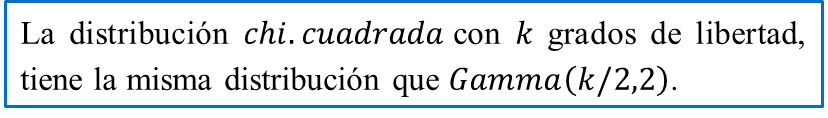 La distribución chi.cuadrada con k grados de libertad,
tiene la misma distribución que Gamma(k/2,2).